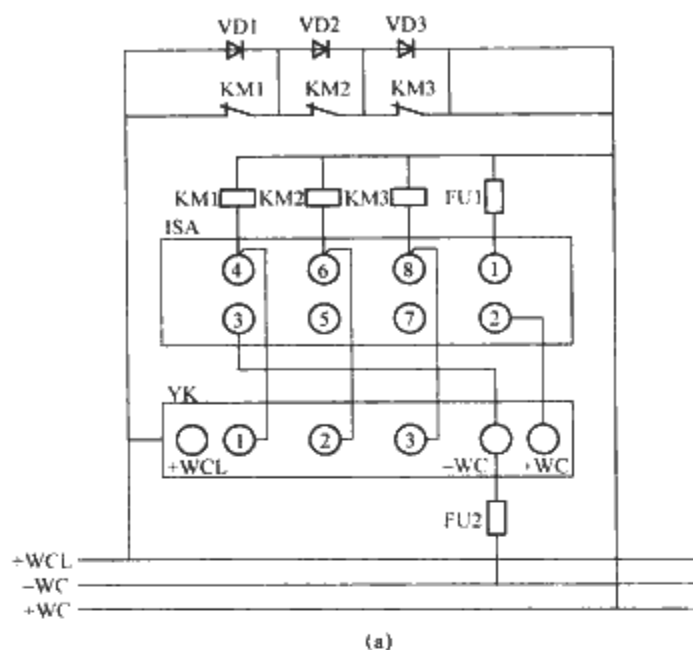 VD1 VD2 VD3
KM1 KM2 KM3
KM1 KM2 KM3 FU1
ISA
4 6 8 1
3 5 7 2
YK
1 2 3
+WCL -WC +WC
FU2
+WCL
-WC
+WC
(a)